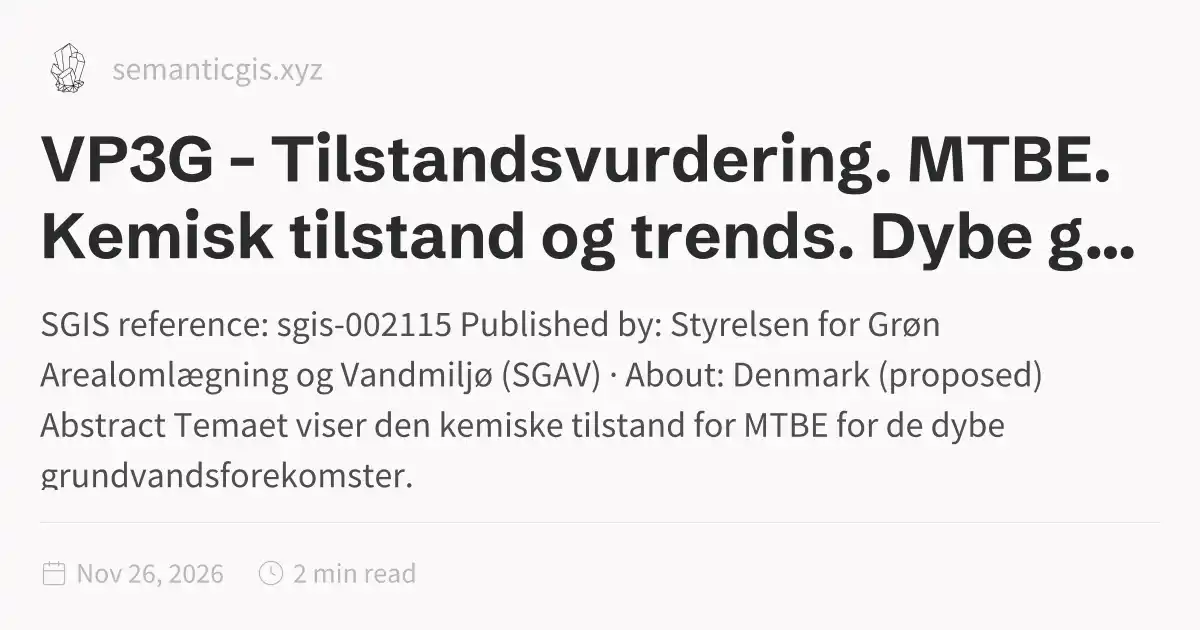 semanticgis.xyz
VP3G - Tilstandsvurdering. MTBE.
Kemisk tilstand og trends. Dybe g...
SGIS reference: sgis-002115 Published by: Styrelsen for Grøn
Arealomlægning og Vandmiljø (SGAV) · About: Denmark (proposed)
Abstract Temaet viser den kemiske tilstand for MTBE for de dybe
grundvandsforekomster.
Nov 26, 2026 2 min read